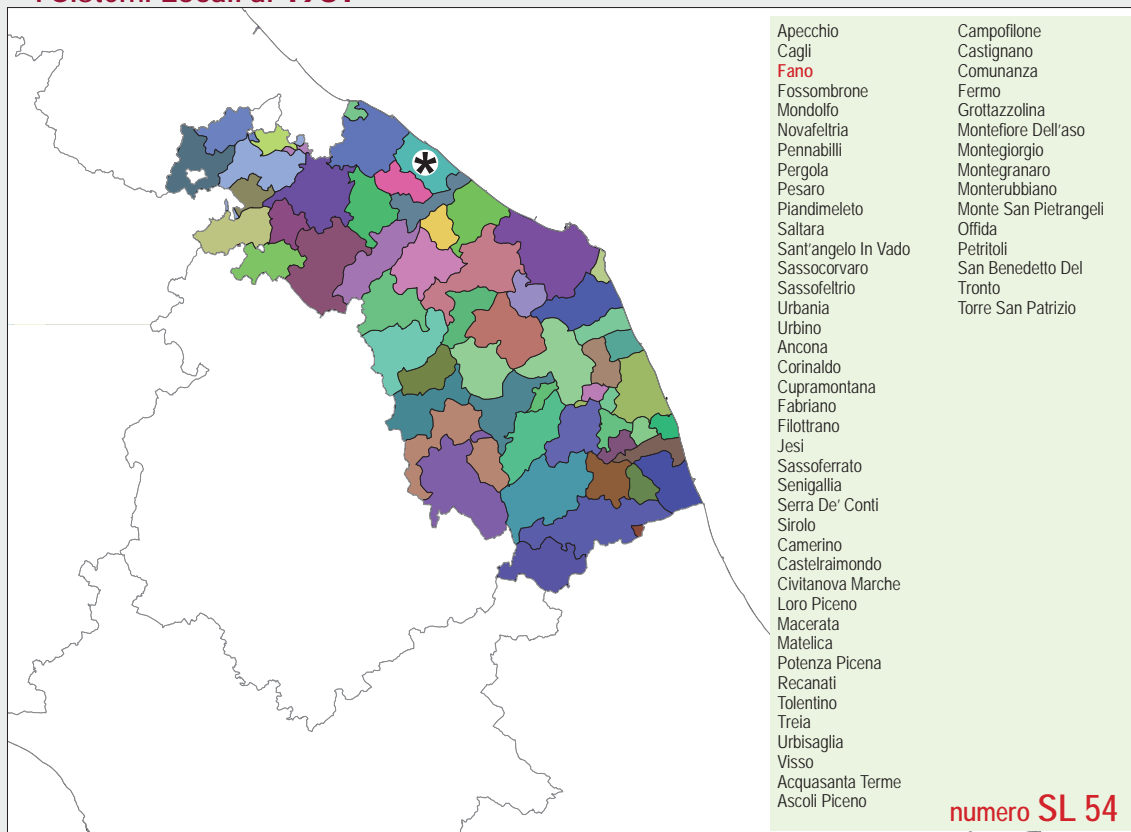 Apecchio
Cagli
Fano
Fossombrone
Mondolfo
Novafeltria
Pennabilli
Pergola
Pesaro
Piandimeleto
Saltara
Sant'angelo In Vado
Sassocorvaro
Sassofeltrio
Urbania
Urbino
Ancona
Corinaldo
Cupramontana
Fabriano
Filottrano
Jesi
Sassoferrato
Senigallia
Serra De' Conti
Sirolo
Camerino
Castelraimondo
Civitanova Marche
Loro Piceno
Macerata
Matelica
Potenza Picena
Recanati
Tolentino
Treia
Urbisaglia
Visso
Acquasanta Terme
Ascoli Piceno
Campofilone
Castignano
Comunanza
Fermo
Grottazzolina
Montefiore Dell'aso
Montegiorgio
Montegranaro
Monterubbiano
Monte San Pietrangeli
Offida
Petritoli
San Benedetto Del
Tronto
Torre San Patrizio
numero SL 54